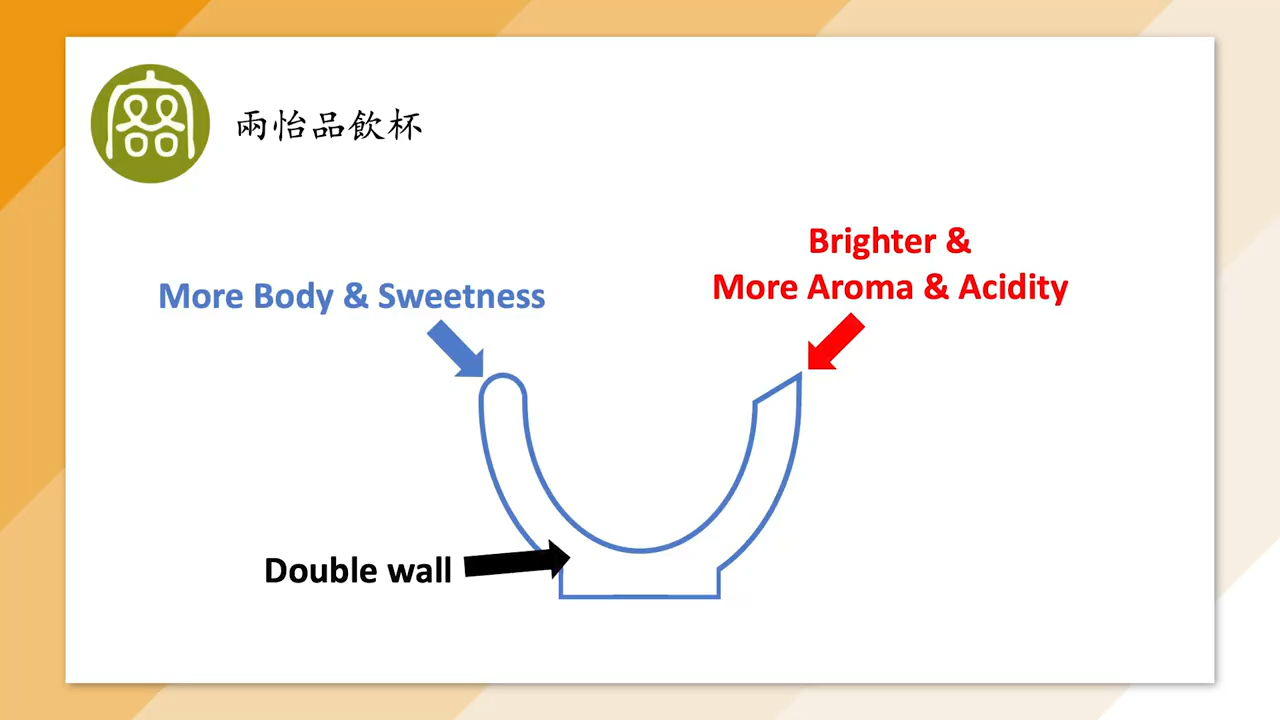 兩怡品飲杯
Brighter &
More Aroma & Acidity
More Body & Sweetness
Double wall